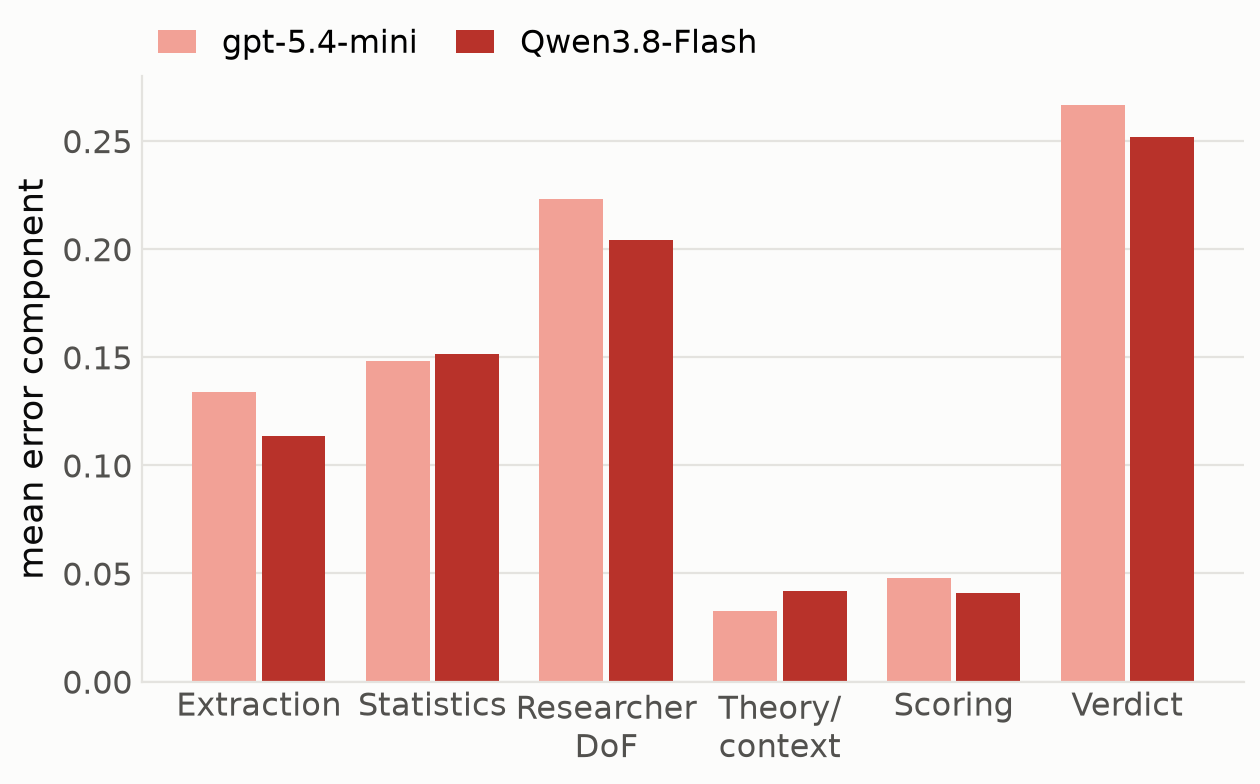 gpt-5.4-mini Qwen3.8-Flash
mean error component
0.25
0.20
0.15
0.10
0.05
0.00
Extraction Statistics Researcher DoF Theory/context Scoring Verdict